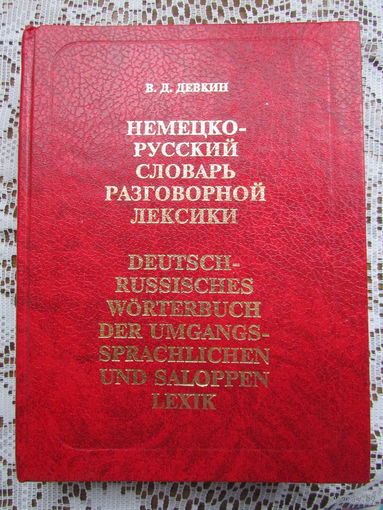 В. Д. ДЕВКИН
НЕМЕЦКО-
РУССКИЙ
СЛОВАРЬ
РАЗГОВОРНОЙ
ЛЕКСИКИ
DEUTSCH-
RUSSISCHES
WÖRTERBUCH
DER UMGANGS-
SPRACHLICHEN
UND SALOPPEN
LEXIK